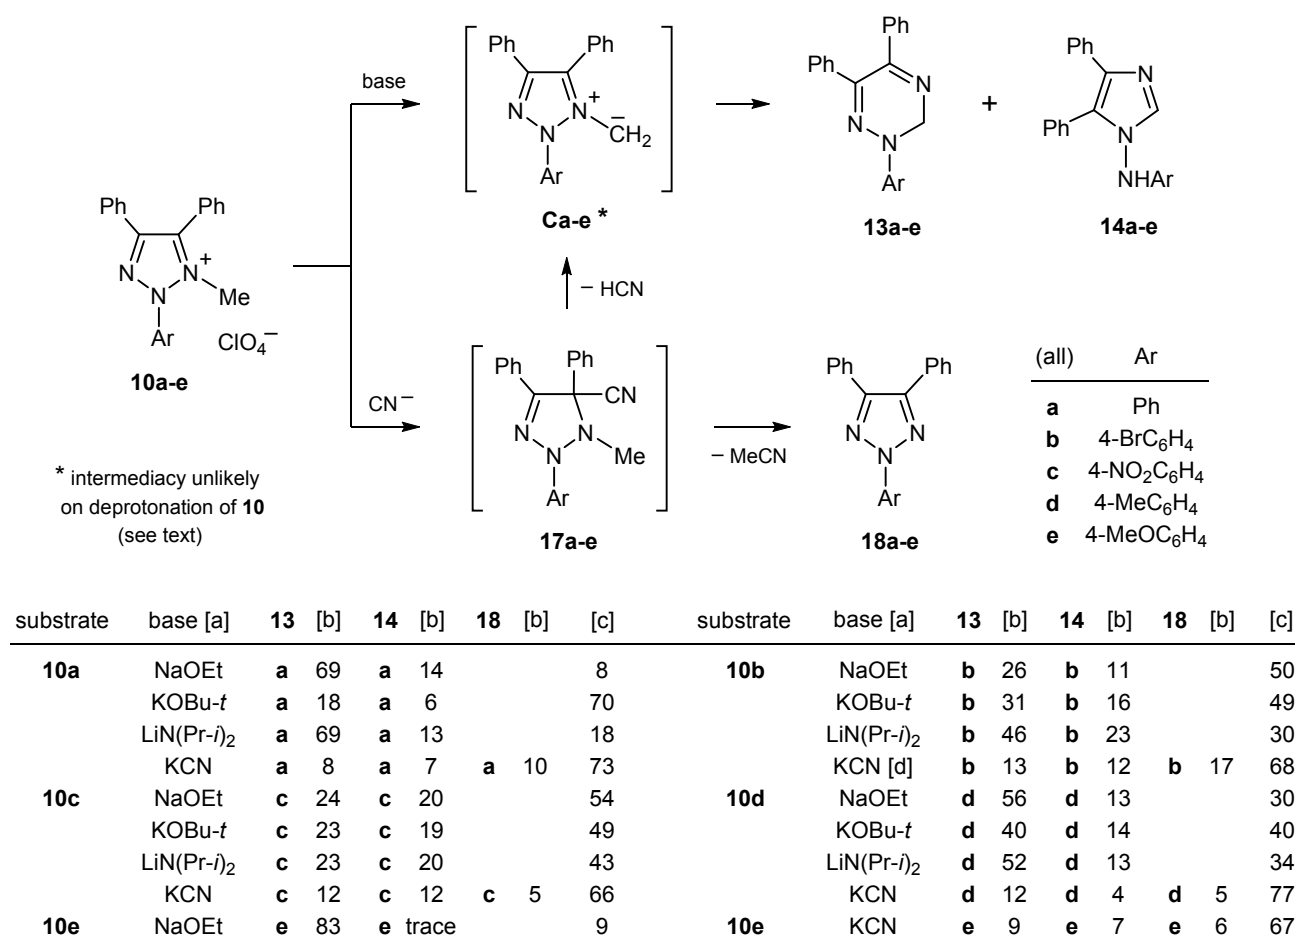 Ph Ph
N N + – CH2
N
Ar
Ca-e *
base
Ph
Ph
N
N
N
Ar
13a-e
+
Ph
N
Ph
N
NHAr
14a-e
Ph Ph
N N + Me
N
Ar
ClO4–
10a-e
– HCN
CN–
Ph Ph
CN
N N Me
N
Ar
17a-e
– MeCN
Ph Ph
N N
N
Ar
18a-e
(all) Ar
a Ph
b 4-BrC6H4
c 4-NO2C6H4
d 4-MeC6H4
e 4-MeOC6H4
* intermediacy unlikely
on deprotonation of 10
(see text)
substrate base [a] 13 [b] 14 [b] 18 [b] [c] substrate base [a] 13 [b] 14 [b] 18 [b] [c]
10a NaOEt a 69 a 14 8 10b NaOEt b 26 b 11 50
KOBu-t a 18 a 6 70 KOBu-t b 31 b 16 49
LiN(Pr-i)2 a 69 a 13 18 LiN(Pr-i)2 b 46 b 23 30
KCN a 8 a 7 a 10 73 KCN [d] b 13 b 12 b 17 68
10c NaOEt c 24 c 20 54 10d NaOEt d 56 d 13 30
KOBu-t c 23 c 19 49 KOBu-t d 40 d 14 40
LiN(Pr-i)2 c 23 c 20 43 LiN(Pr-i)2 d 52 d 13 34
KCN c 12 c 12 c 5 66 KCN d 12 d 4 d 5 77
10e NaOEt e 83 e trace 9 10e KCN e 9 e 7 e 6 67